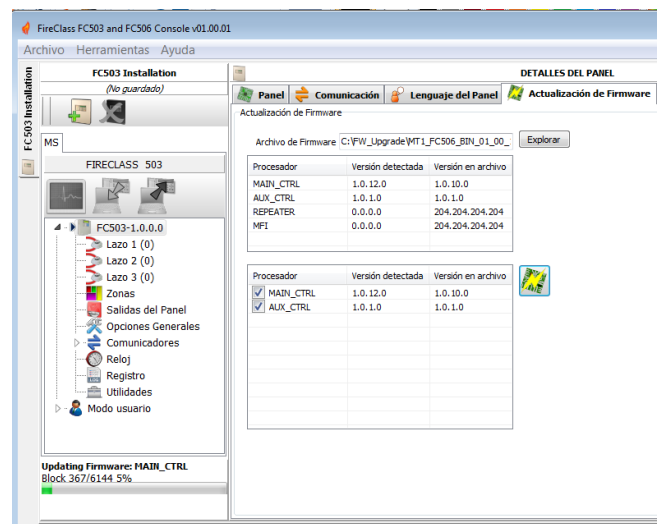 FireClass FC503 and FC506 Console v01.00.01
Archivo Herramientas Ayuda
FC503 Installation
FC503 Installation
(No guardado)
MS
FIRECLASS 503
FC503-1.0.0.0
Lazo 1 (0)
Lazo 2 (0)
Lazo 3 (0)
Zonas
Salidas del Panel
Opciones Generales
Comunicadores
Reloj
Registro
Utilidades
Modo usuario
Updating Firmware: MAIN_CTRL
Block 367/6144 5%
DETALLES DEL PANEL
Panel Comunicación Lenguaje del Panel Actualización de Firmware
Actualización de Firmware
Archivo de Firmware C:\FW_Upgrade\MT1_FC506_BIN_01_00_ Explorar
Procesador Versión detectada Versión en archivo
MAIN_CTRL 1.0.12.0 1.0.10.0
AUX_CTRL 1.0.1.0 1.0.1.0
REPEATER 0.0.0.0 204.204.204.204
MFI 0.0.0.0 204.204.204.204
Procesador Versión detectada Versión en archivo
MAIN_CTRL 1.0.12.0 1.0.10.0
AUX_CTRL 1.0.1.0 1.0.1.0